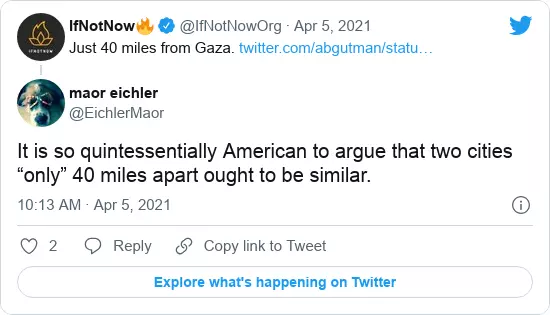 IfNotNow🔥 @IfNotNowOrg · Apr 5, 2021
IFNOTNOW
Just 40 miles from Gaza. twitter.com/abgutman/statu…
maor eichler
@EichlerMaor
It is so quintessentially American to argue that two cities
“only” 40 miles apart ought to be similar.
10:13 AM · Apr 5, 2021
2 Reply Copy link to Tweet
Explore what's happening on Twitter